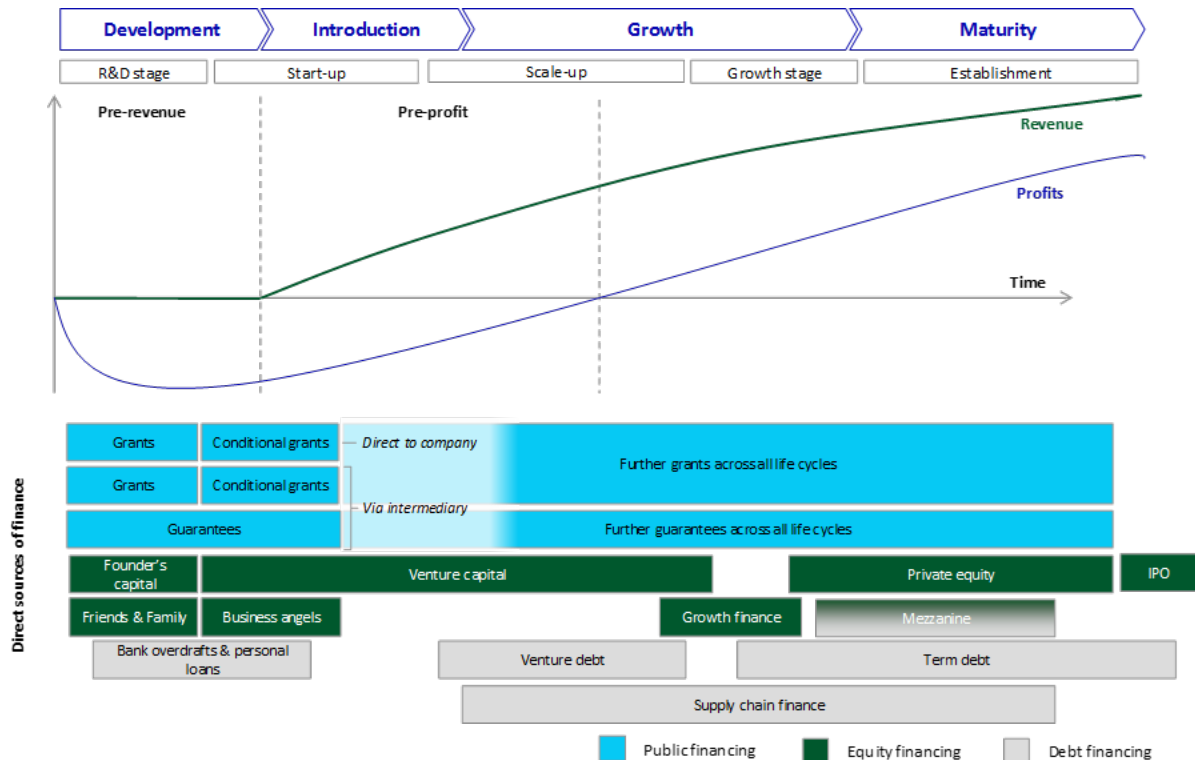 Development
Introduction
Growth
Maturity
R&D stage
Start-up
Scale-up
Growth stage
Establishment
Pre-revenue
Pre-profit
Revenue
Profits
Time
Direct sources of finance
Grants
Conditional grants
Direct to company
Further grants across all life cycles
Grants
Conditional grants
Via intermediary
Guarantees
Further guarantees across all life cycles
Founder's
capital
Venture capital
Private equity
IPO
Friends & Family
Business angels
Growth finance
Mezzanine
Bank overdrafts & personal
loans
Venture debt
Term debt
Supply chain finance
Public financing
Equity financing
Debt financing